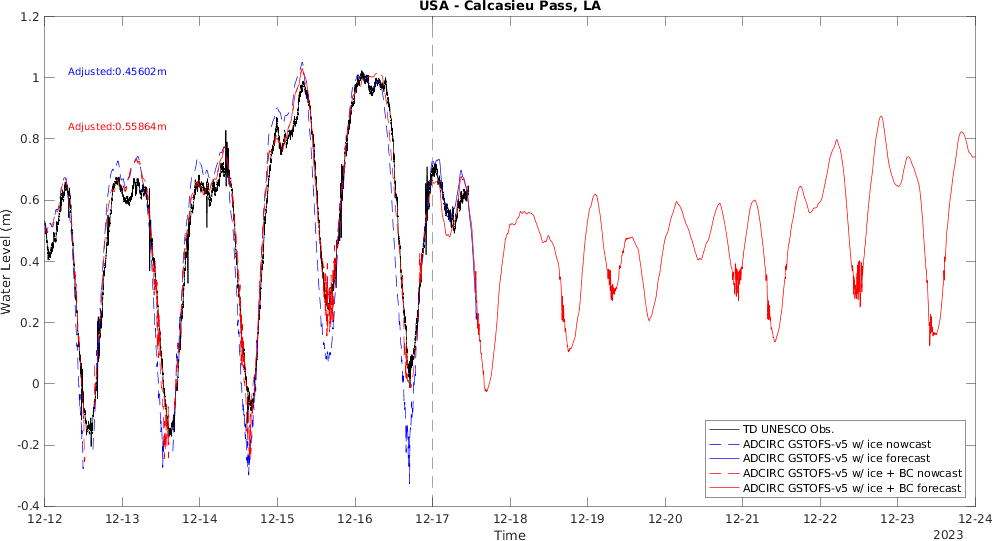 USA - Calcasieu Pass, LA
1.2
1
0.8
0.6
0.4
0.2
0
-0.2
-0.4
Water Level (m)
Adjusted:0.45602m
Adjusted:0.55864m
TD UNESCO Obs.
ADCIRC GSTOFS-v5 w/ ice nowcast
ADCIRC GSTOFS-v5 w/ ice forecast
ADCIRC GSTOFS-v5 w/ ice + BC nowcast
ADCIRC GSTOFS-v5 w/ ice + BC forecast
12-12 12-13 12-14 12-15 12-16 12-17 12-18 12-19 12-20 12-21 12-22 12-23 12-24
Time
2023